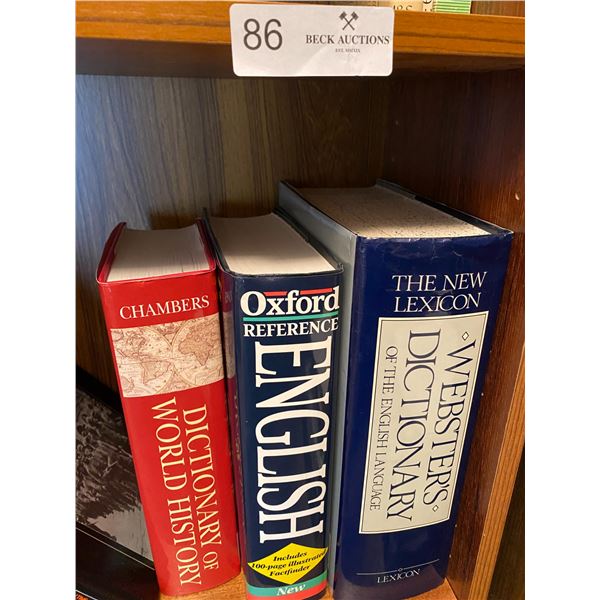 86
BECK AUCTIONS
CHAMBERS
DICTIONARY OF
WORLD HISTORY
Oxford
REFERENCE
ENGLISH
Includes
100-page illustrated
Factfinder
New
THE NEW
LEXICON
WEBSTERS
DICTIONARY
OF THE ENGLISH LANGUAGE
LEXICON